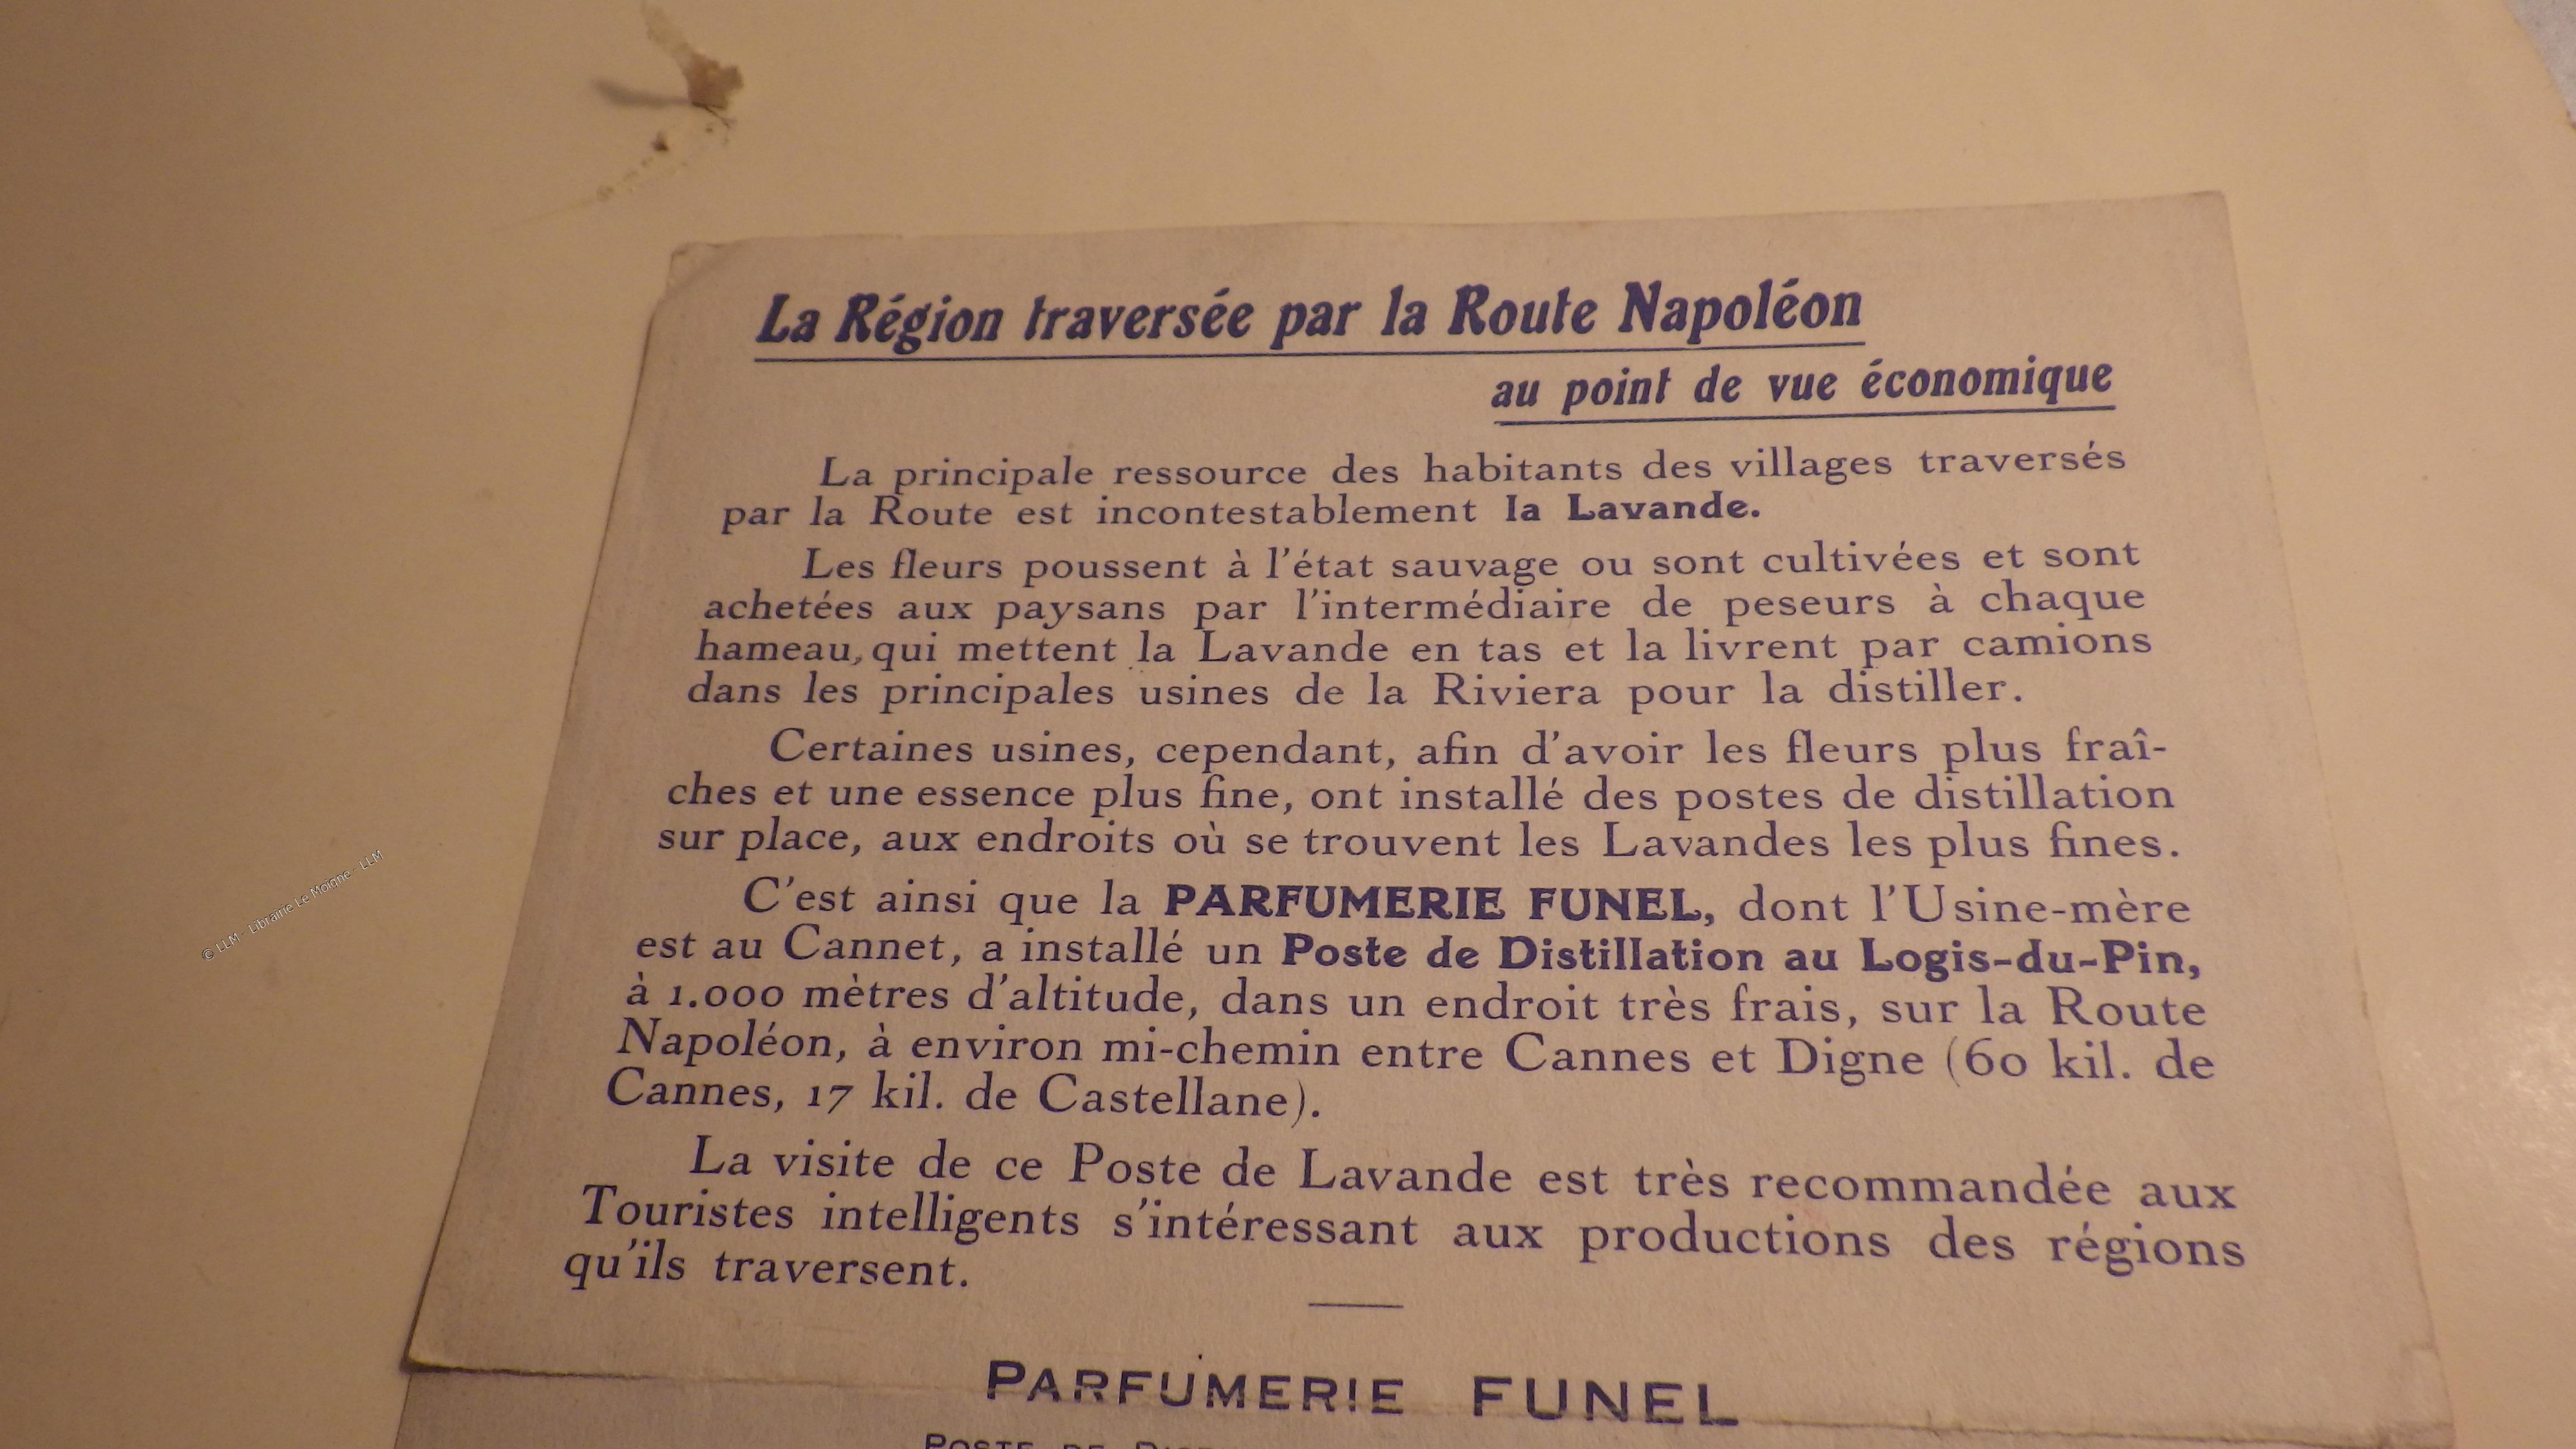 La Région traversée par la Route Napoléon
au point de vue économique
La principale ressource des habitants des villages traversés
par la Route est incontestablement la Lavande.
Les fleurs poussent à l'état sauvage ou sont cultivées et sont
achetées aux paysans par l'intermédiaire de peseurs à chaque
hameau, qui mettent la Lavande en tas et la livrent par camions
dans les principales usines de la Riviera pour la distiller.
Certaines usines, cependant, afin d'avoir les fleurs plus fraî-
ches et une essence plus fine, ont installé des postes de distillation
sur place, aux endroits où se trouvent les Lavandes les plus fines.
C'est ainsi que la PARFUMERIE FUNEL, dont l'Usine-mère
est au Cannet, a installé un Poste de Distillation au Logis-du-Pin,
à 1.000 mètres d'altitude, dans un endroit très frais, sur la Route
Napoléon, à environ mi-chemin entre Cannes et Digne (60 kil. de
Cannes, 17 kil. de Castellane).
La visite de ce Poste de Lavande est très recommandée aux
Touristes intelligents s'intéressant aux productions des régions
qu'ils traversent.
PARFUMERIE FUNEL
POSTE DE
© LLM - Librairie Le Moigne - LLM